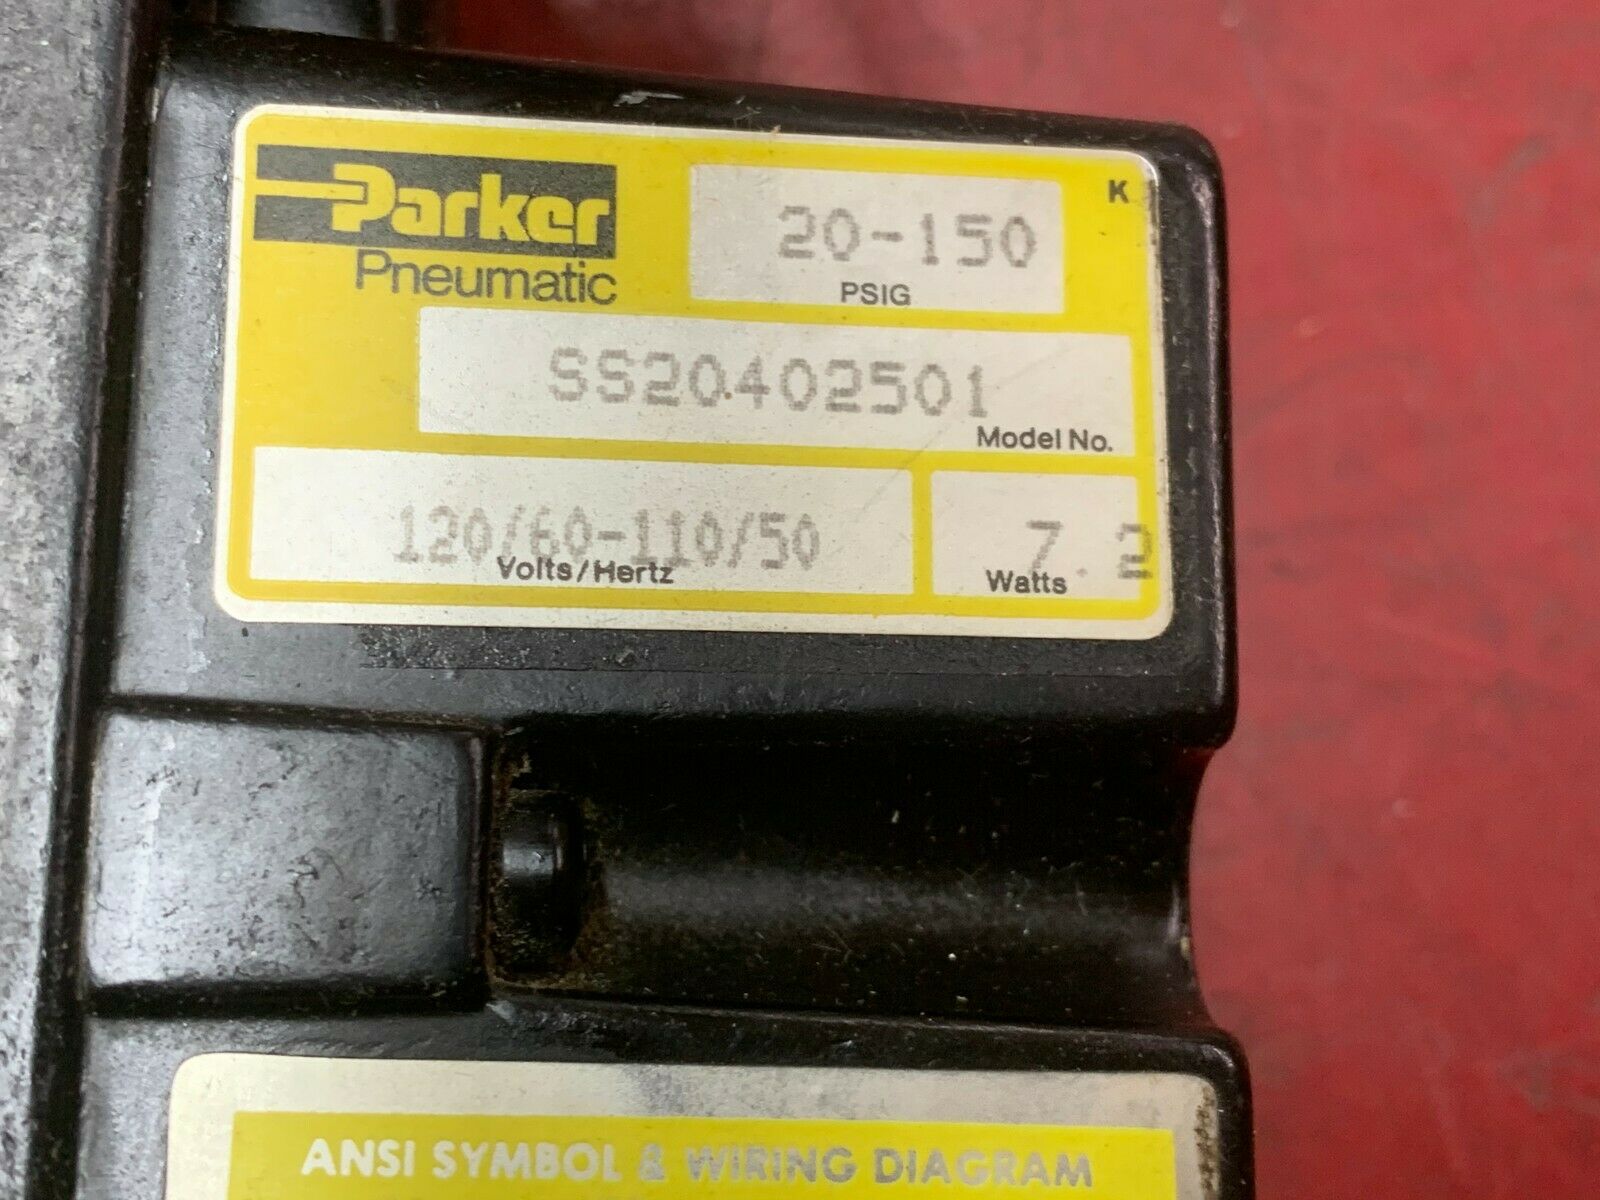 Parker
Pneumatic
20-150
PSIG
K
SS20402501
Model No.
120/60-110/50
Volts/Hertz
7.2
Watts
ANSI SYMBOL & WIRING DIAGRAM